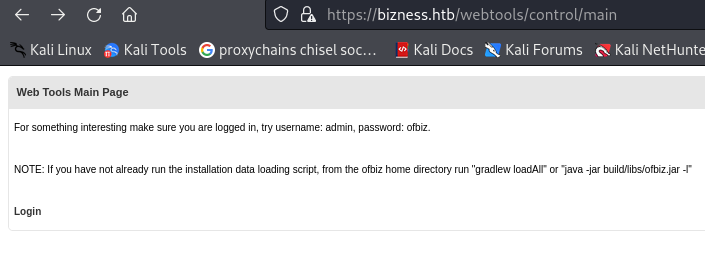 https://bizness.htb/webtools/control/main
Kali Linux Kali Tools proxychains chisel soc… Kali Docs Kali Forums Kali NetHunte
Web Tools Main Page
For something interesting make sure you are logged in, try username: admin, password: ofbiz.
NOTE: If you have not already run the installation data loading script, from the ofbiz home directory run "gradlew loadAll" or "java -jar build/libs/ofbiz.jar -l"
Login